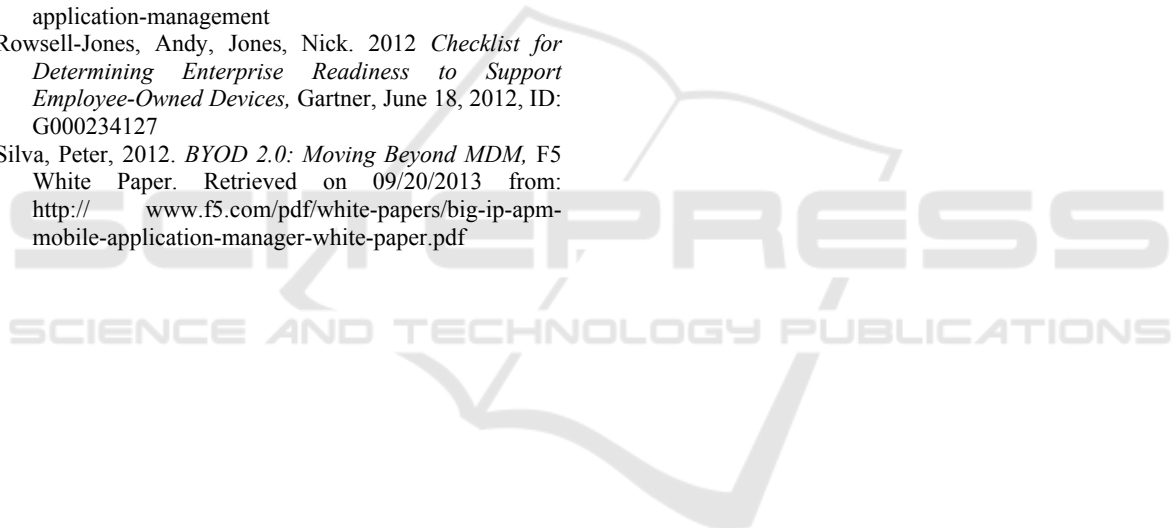 application-management
Rowsell-Jones, Andy, Jones, Nick. 2012 Checklist for
Determining Enterprise Readiness to Support
Employee-Owned Devices, Gartner, June 18, 2012, ID:
G000234127
Silva, Peter, 2012. BYOD 2.0: Moving Beyond MDM, F5
White Paper. Retrieved on 09/20/2013 from:
http:// www.f5.com/pdf/white-papers/big-ip-apm-
mobile-application-manager-white-paper.pdf
SCITEPRESS
SCIENCE AND TECHNOLOGY PUBLICATIONS